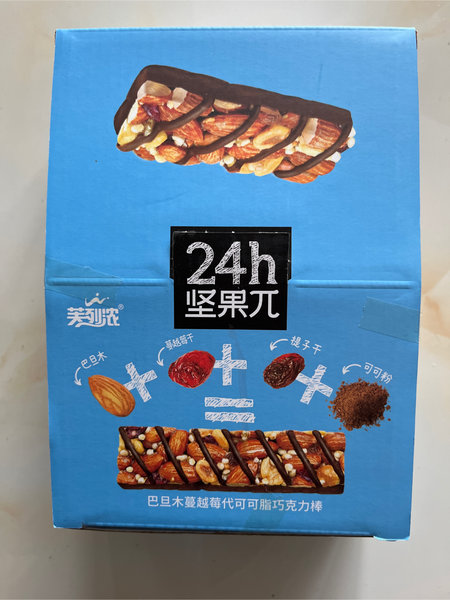 24h
坚果π
芙列浓®
巴旦木
蔓越莓干
提子干
可可粉
巴旦木蔓越莓代可可脂巧克力棒